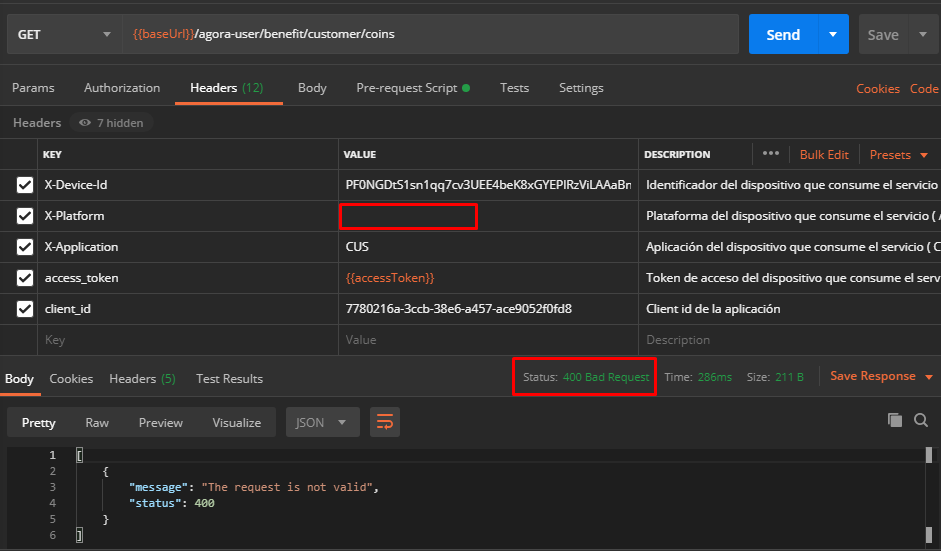 GET {{baseUrl}}/agora-user/benefit/customer/coins Send Save
Params Authorization Headers (12) Body Pre-request Script Tests Settings Cookies Code
Headers 7 hidden
KEY VALUE DESCRIPTION ••• Bulk Edit Presets
X-Device-Id PF0NGDtS1sn1qq7cv3UEE4beK8xGYEPlRzViLAAaBn Identificador del dispositivo que consume el servicio
X-Platform Plataforma del dispositivo que consume el servicio ( A
X-Application CUS Aplicación del dispositivo que consume el servicio ( C
access_token {{accessToken}} Token de acceso del dispositivo que consume el serv
client_id 7780216a-3ccb-38e6-a457-ace9052f0fd8 Client id de la aplicación
Key Value Description
Body Cookies Headers (5) Test Results Status: 400 Bad Request Time: 286ms Size: 211 B Save Response
Pretty Raw Preview Visualize JSON
1 [
2 {
3 "message": "The request is not valid",
4 "status": 400
5 }
6 ]